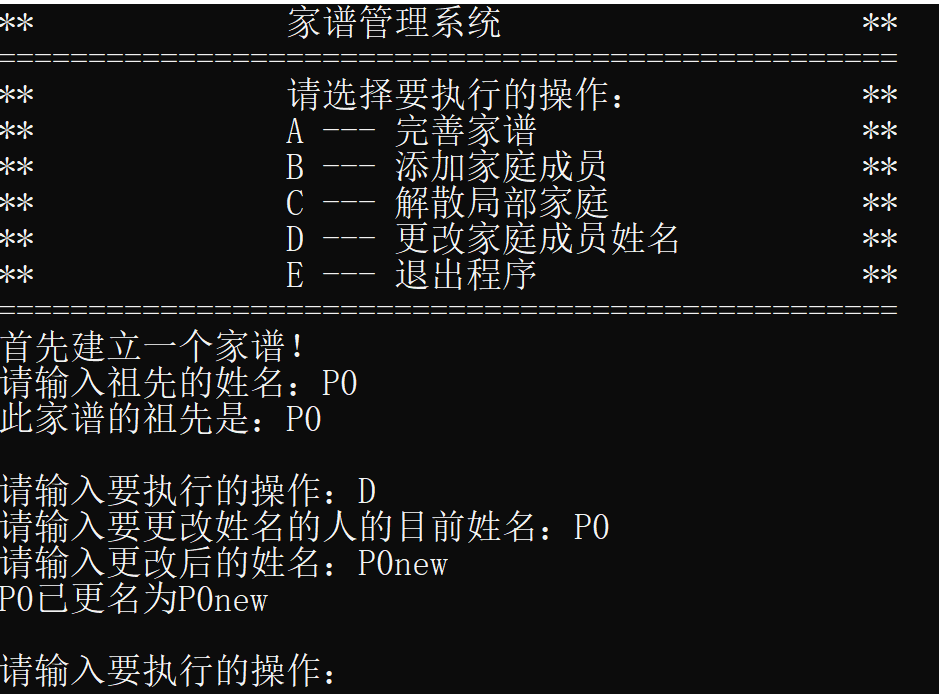 ** 家谱管理系统 **
==================================================
** 请选择要执行的操作： **
** A --- 完善家谱 **
** B --- 添加家庭成员 **
** C --- 解散局部家庭 **
** D --- 更改家庭成员姓名 **
** E --- 退出程序 **
==================================================
首先建立一个家谱！
请输入祖先的姓名：P0
此家谱的祖先是：P0
请输入要执行的操作：D
请输入要更改姓名的人的目前姓名：P0
请输入更改后的姓名：P0new
P0已更名为P0new
请输入要执行的操作：